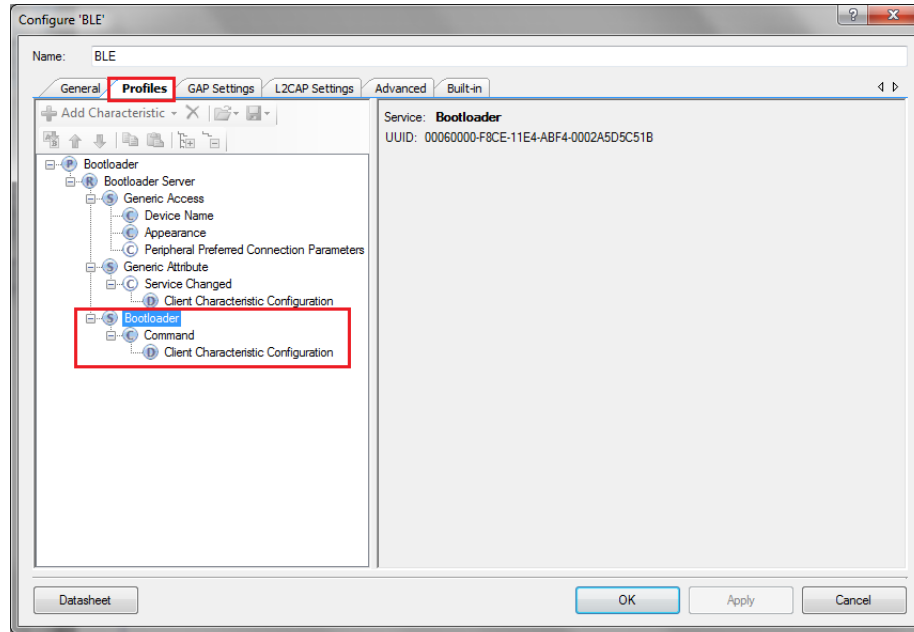 Configure 'BLE'
Name: BLE
General Profiles GAP Settings L2CAP Settings Advanced Built-in
Add Characteristic
Service: Bootloader
UUID: 00060000-F8CE-11E4-ABF4-0002A5D5C51B
P Bootloader
R Bootloader Server
S Generic Access
C Device Name
C Appearance
C Peripheral Preferred Connection Parameters
S Generic Attribute
C Service Changed
D Client Characteristic Configuration
S Bootloader
C Command
D Client Characteristic Configuration
Datasheet OK Apply Cancel